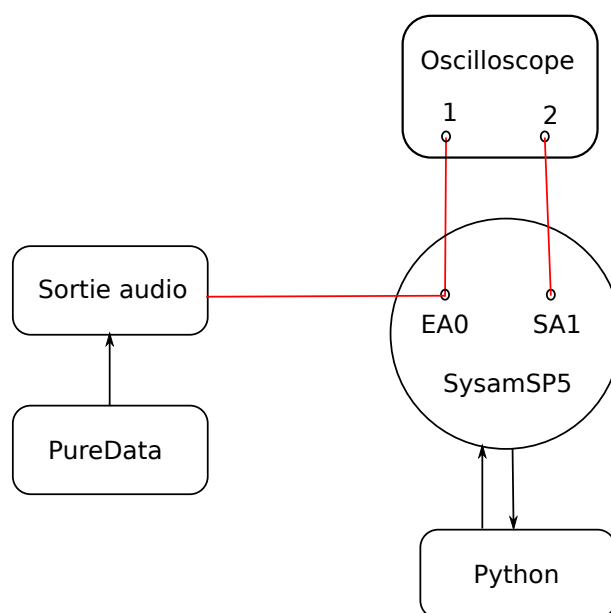 Oscilloscope
1
2
Sortie audio
EA0
SA1
SysamSP5
PureData
Python